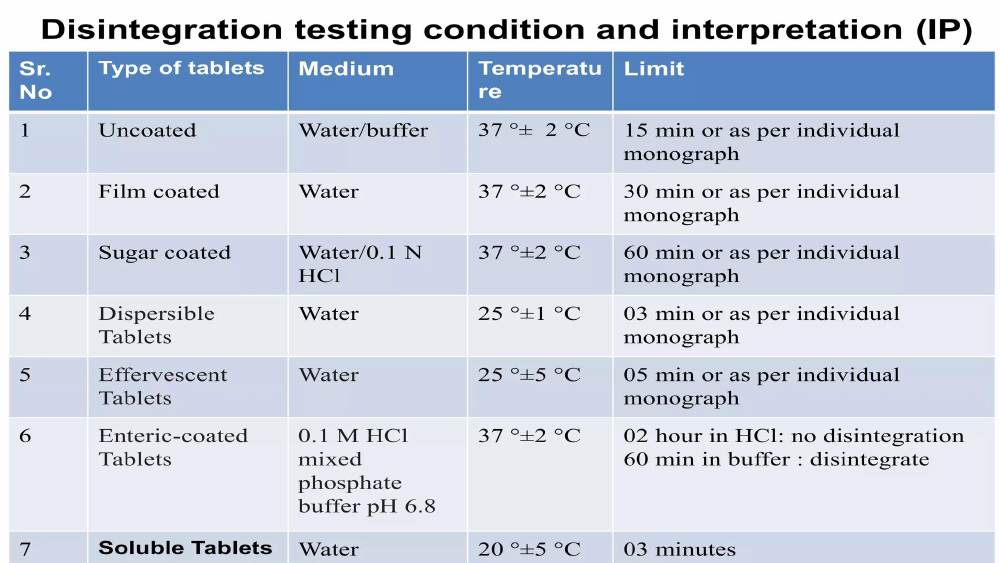 Disintegration testing condition and interpretation (IP)
Sr. No | Type of tablets | Medium | Temperatu re | Limit
1 | Uncoated | Water/buffer | 37 °± 2 °C | 15 min or as per individual monograph
2 | Film coated | Water | 37 °±2 °C | 30 min or as per individual monograph
3 | Sugar coated | Water/0.1 N HCl | 37 °±2 °C | 60 min or as per individual monograph
4 | Dispersible Tablets | Water | 25 °±1 °C | 03 min or as per individual monograph
5 | Effervescent Tablets | Water | 25 °±5 °C | 05 min or as per individual monograph
6 | Enteric-coated Tablets | 0.1 M HCl mixed phosphate buffer pH 6.8 | 37 °±2 °C | 02 hour in HCl: no disintegration 60 min in buffer : disintegrate
7 | Soluble Tablets | Water | 20 °±5 °C | 03 minutes